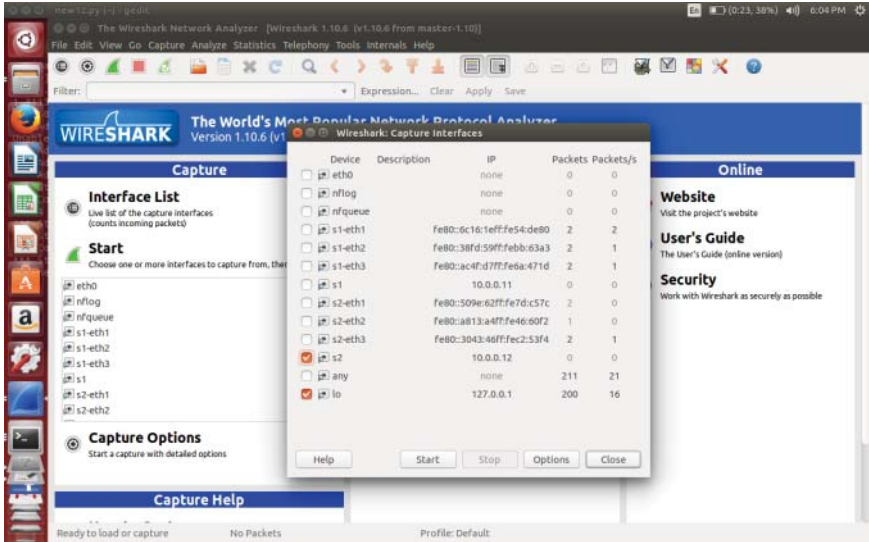 new12.py (~) - gedit
En (0:23, 38%) 6:04 PM
The Wireshark Network Analyzer [Wireshark 1.10.6 (v1.10.6 from master-1.10)]
File Edit View Go Capture Analyze Statistics Telephony Tools Internals Help
Filter: Expression... Clear Apply Save
WIRESHARK
The World's Most Popular Network Protocol Analyzer
Version 1.10.6 (v1
Capture
Interface List
Live list of the capture interfaces
(counts incoming packets)
Start
Choose one or more interfaces to capture from, then
eth0
nflog
nfqueue
s1-eth1
s1-eth2
s1-eth3
s1
s2-eth1
s2-eth2
Capture Options
Start a capture with detailed options
Capture Help
Wireshark: Capture Interfaces
Device Description IP Packets Packets/s
eth0 none 0 0
nflog none 0 0
nfqueue none 0 0
s1-eth1 fe80::6c16:1eff:fe54:de80 2 2
s1-eth2 fe80::38fd:59ff:febb:63a3 2 1
s1-eth3 fe80::ac4f:d7ff:fe6a:471d 2 1
s1 10.0.0.11 0 0
s2-eth1 fe80::509e:62ff:fe7d:c57c 2 0
s2-eth2 fe80::a813:a4ff:fe46:60f2 1 0
s2-eth3 fe80::3043:46ff:fec2:53f4 2 1
s2 10.0.0.12 0 0
any none 211 21
lo 127.0.0.1 200 16
Help Start Stop Options Close
Online
Website
Visit the project's website
User's Guide
The User's Guide (online version)
Security
Work with Wireshark as securely as possible
Ready to load or capture No Packets Profile: Default